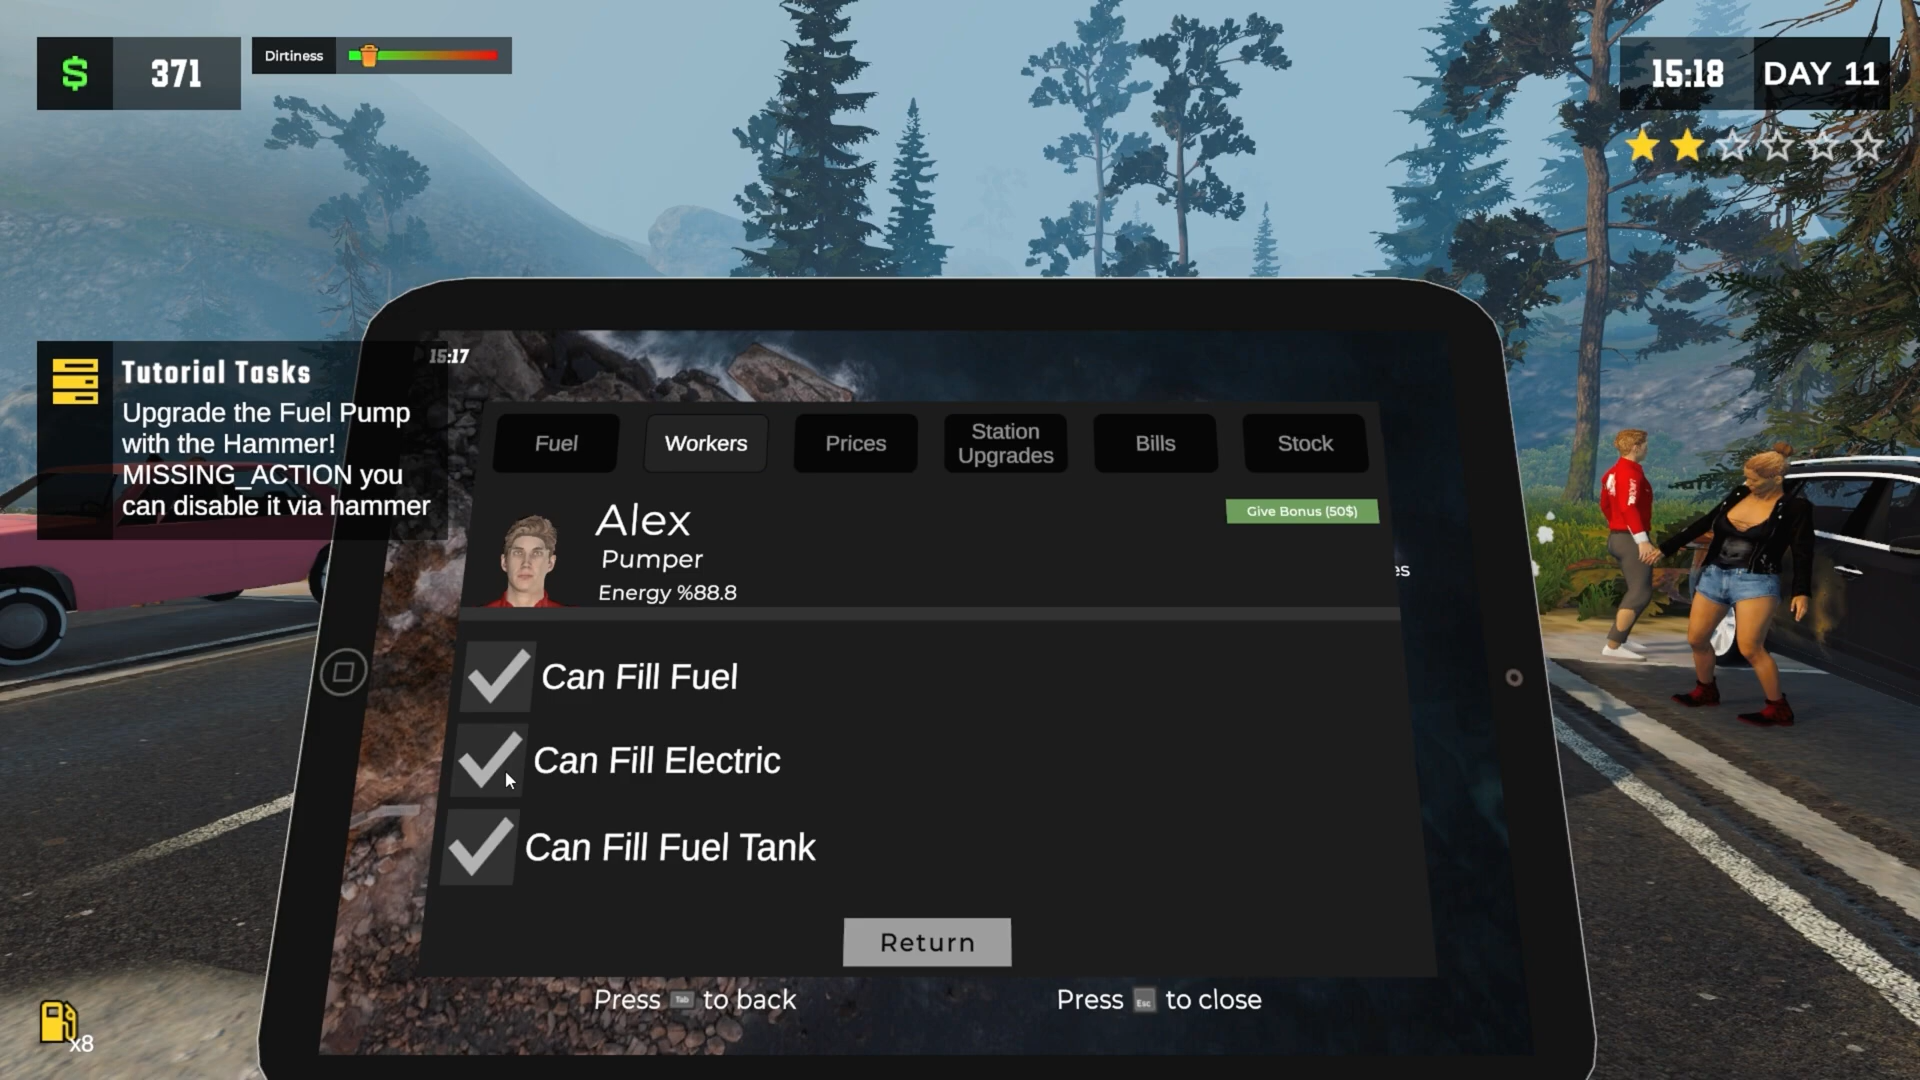 $ 371
Dirtiness
15:18 DAY 11
Tutorial Tasks
Upgrade the Fuel Pump
with the Hammer!
MISSING_ACTION you
can disable it via hammer
15:17
Fuel
Workers
Prices
Station
Upgrades
Bills
Stock
Alex
Pumper
Energy %88.8
Give Bonus (50$)
es
Can Fill Fuel
Can Fill Electric
Can Fill Fuel Tank
Return
Press Tab to back
Press Esc to close
x8